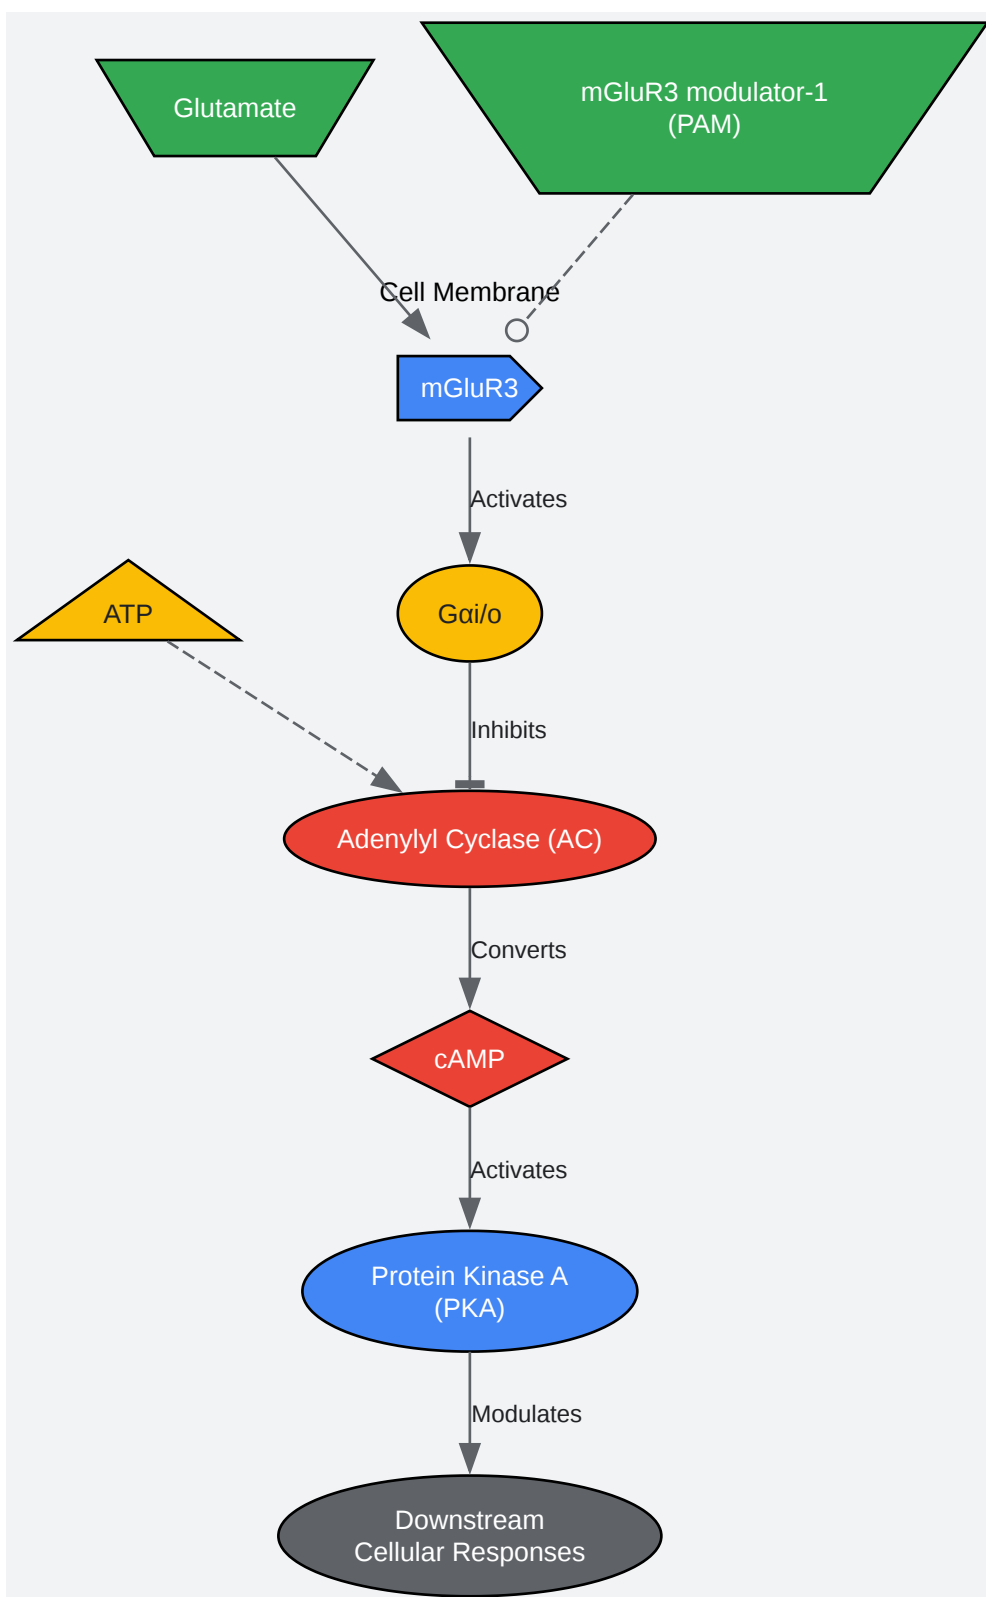 Glutamate
mGluR3 modulator-1
(PAM)
Cell Membrane
mGluR3
Activates
ATP
Gαi/o
Inhibits
Adenylyl Cyclase (AC)
Converts
cAMP
Activates
Protein Kinase A
(PKA)
Modulates
Downstream
Cellular Responses